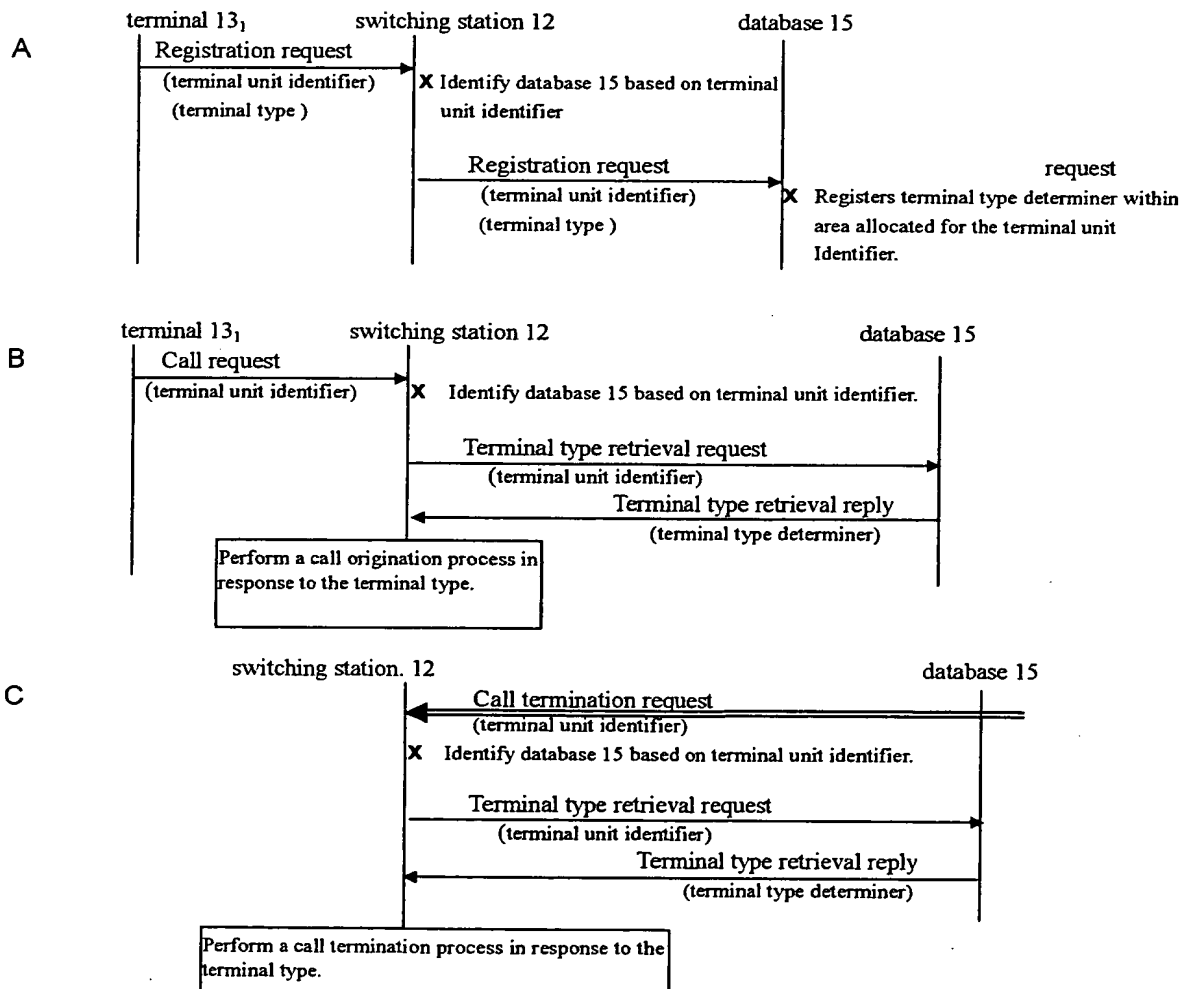 A
terminal 13₁
switching station 12
database 15
Registration request
(terminal unit identifier)
(terminal type )
X Identify database 15 based on terminal
unit identifier
Registration request
(terminal unit identifier)
(terminal type )
request
X Registers terminal type determiner within
area allocated for the terminal unit
Identifier.
B
terminal 13₁
switching station 12
database 15
Call request
(terminal unit identifier)
X Identify database 15 based on terminal unit identifier.
Terminal type retrieval request
(terminal unit identifier)
Terminal type retrieval reply
(terminal type determiner)
Perform a call origination process in
response to the terminal type.
C
switching station. 12
database 15
Call termination request
(terminal unit identifier)
X Identify database 15 based on terminal unit identifier.
Terminal type retrieval request
(terminal unit identifier)
Terminal type retrieval reply
(terminal type determiner)
Perform a call termination process in response to the
terminal type.